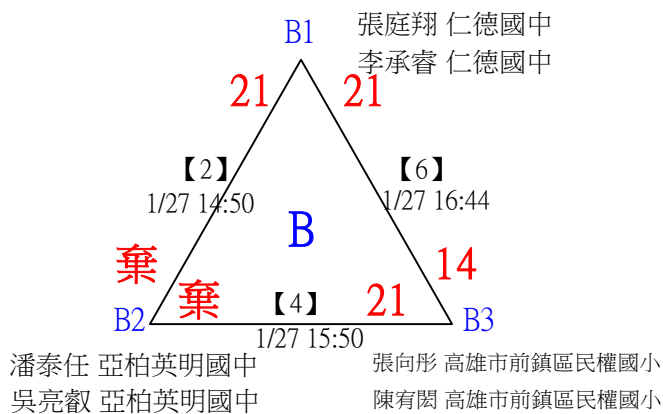 B1
張庭翔 仁德國中
李承睿 仁德國中
21
21
【2】
1/27 14:50
【6】
1/27 16:44
B
棄
14
棄
【4】
21
B2
1/27 15:50
B3
潘泰任 亞柏英明國中
吳亮叡 亞柏英明國中
張向彤 高雄市前鎮區民權國小
陳宥閎 高雄市前鎮區民權國小